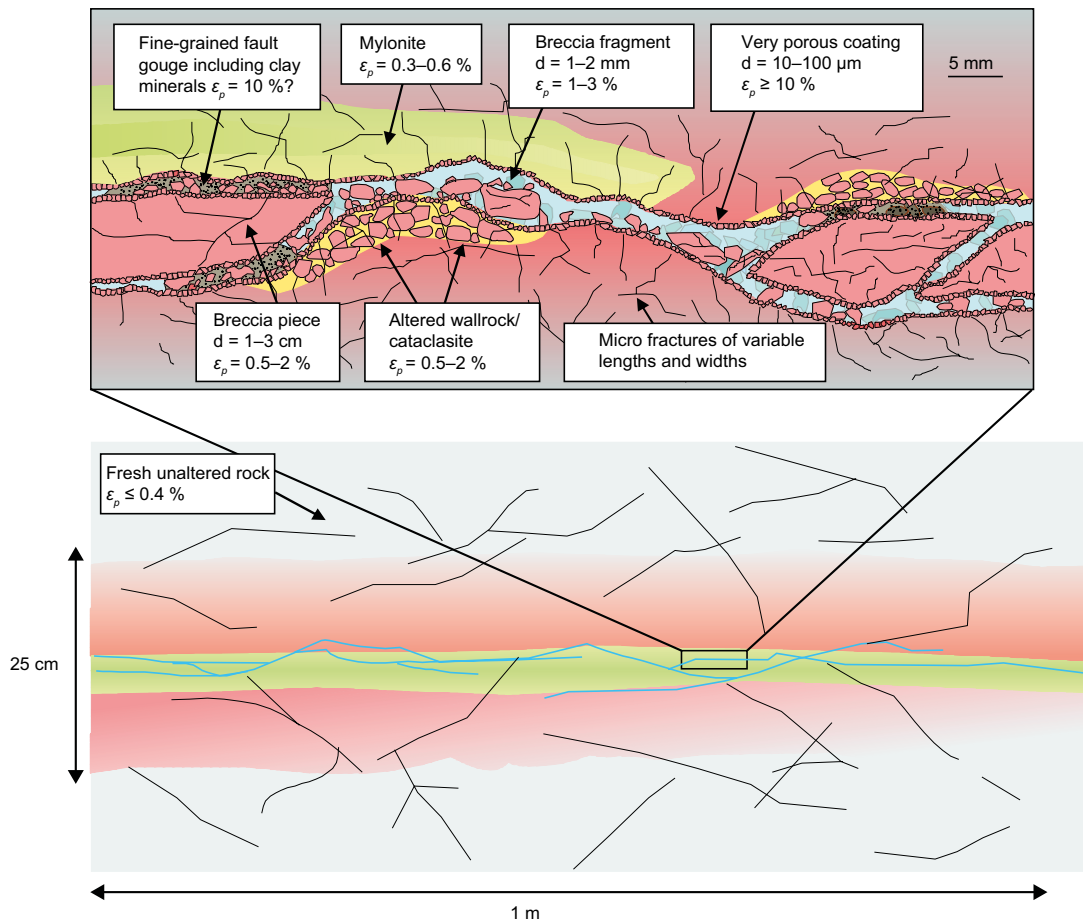 Fine-grained fault
gouge including clay
minerals εp = 10 %?
Mylonite
εp = 0.3–0.6 %
Breccia fragment
d = 1–2 mm
εp = 1–3 %
Very porous coating
d = 10–100 µm
εp ≥ 10 %
5 mm
Breccia piece
d = 1–3 cm
εp = 0.5–2 %
Altered wallrock/
cataclasite
εp = 0.5–2 %
Micro fractures of variable
lengths and widths
Fresh unaltered rock
εp ≤ 0.4 %
25 cm
1 m